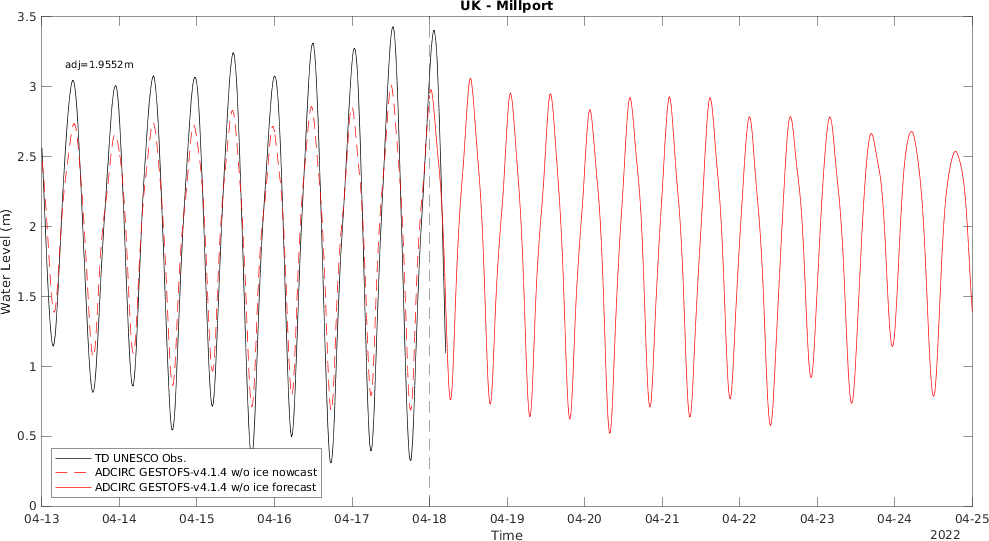 UK - Millport
adj=1.9552m
Water Level (m)
3.5
3
2.5
2
1.5
1
0.5
0
TD UNESCO Obs.
ADCIRC GESTOFS-v4.1.4 w/o ice nowcast
ADCIRC GESTOFS-v4.1.4 w/o ice forecast
04-13 04-14 04-15 04-16 04-17 04-18 04-19 04-20 04-21 04-22 04-23 04-24 04-25
Time
2022